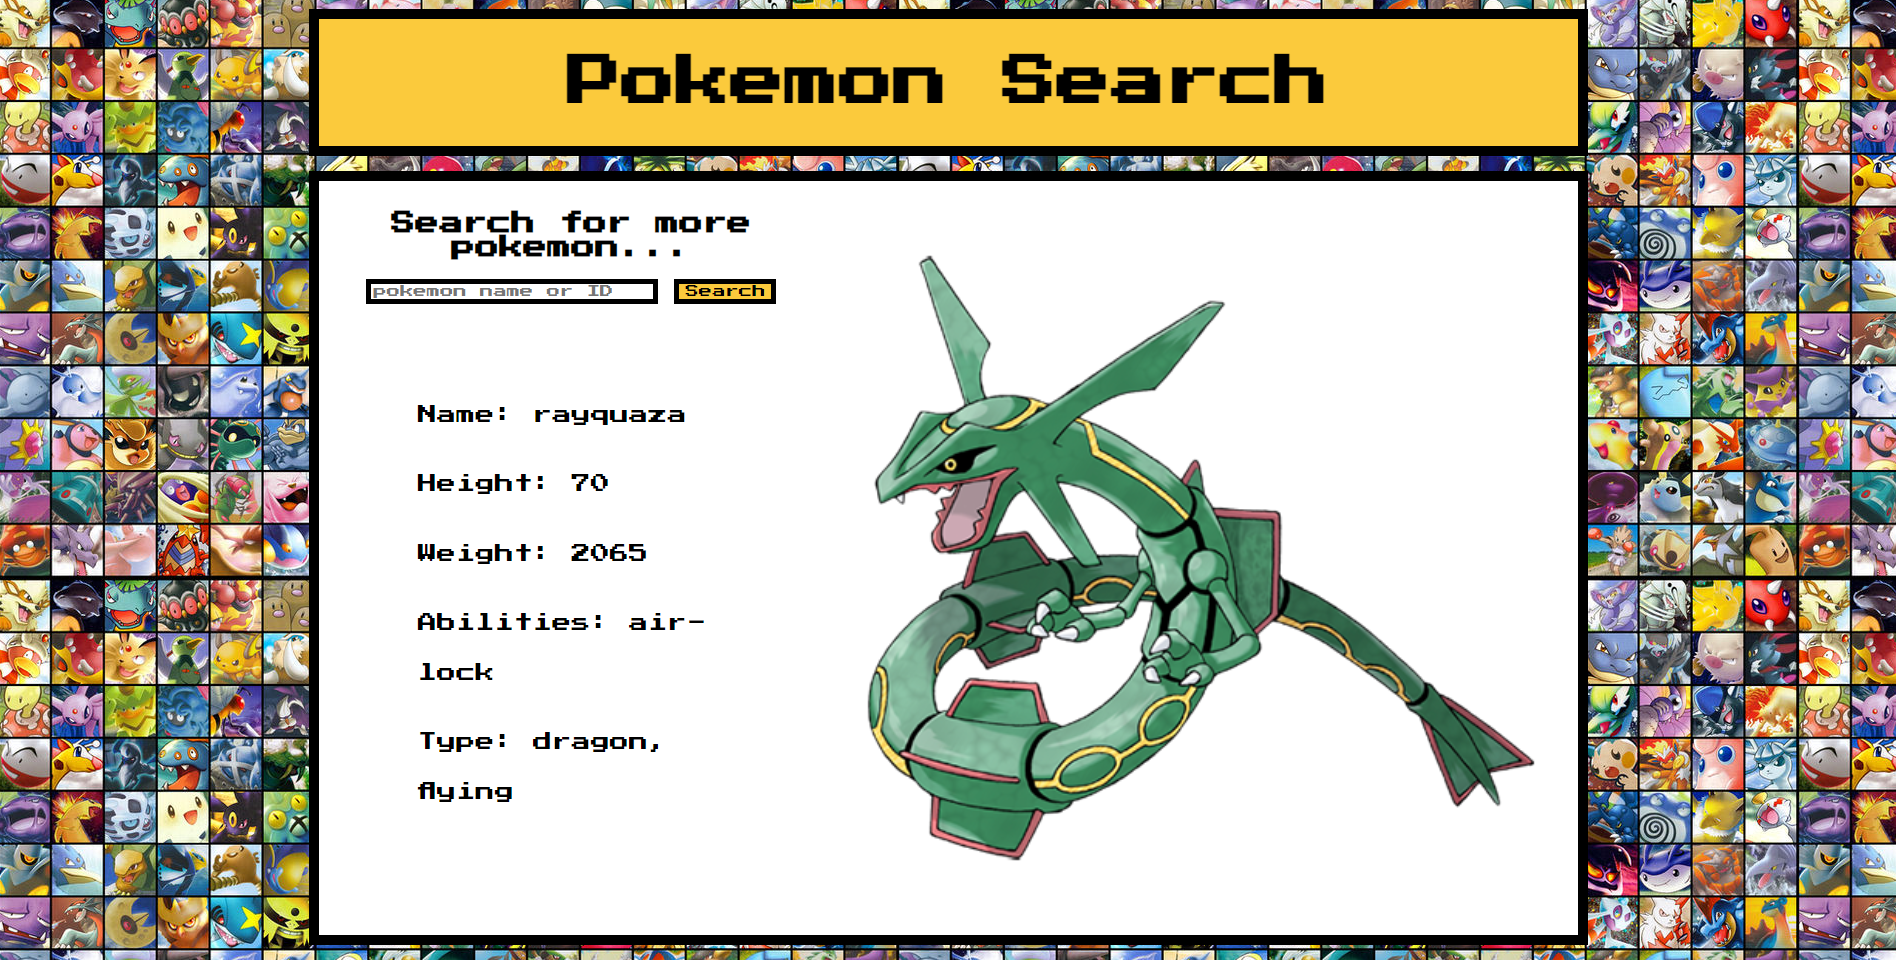 Pokemon Search
Search for more
pokemon...
pokemon name or ID
Search
Name: rayquaza
Height: 70
Weight: 2065
Abilities: air-
lock
Type: dragon,
flying